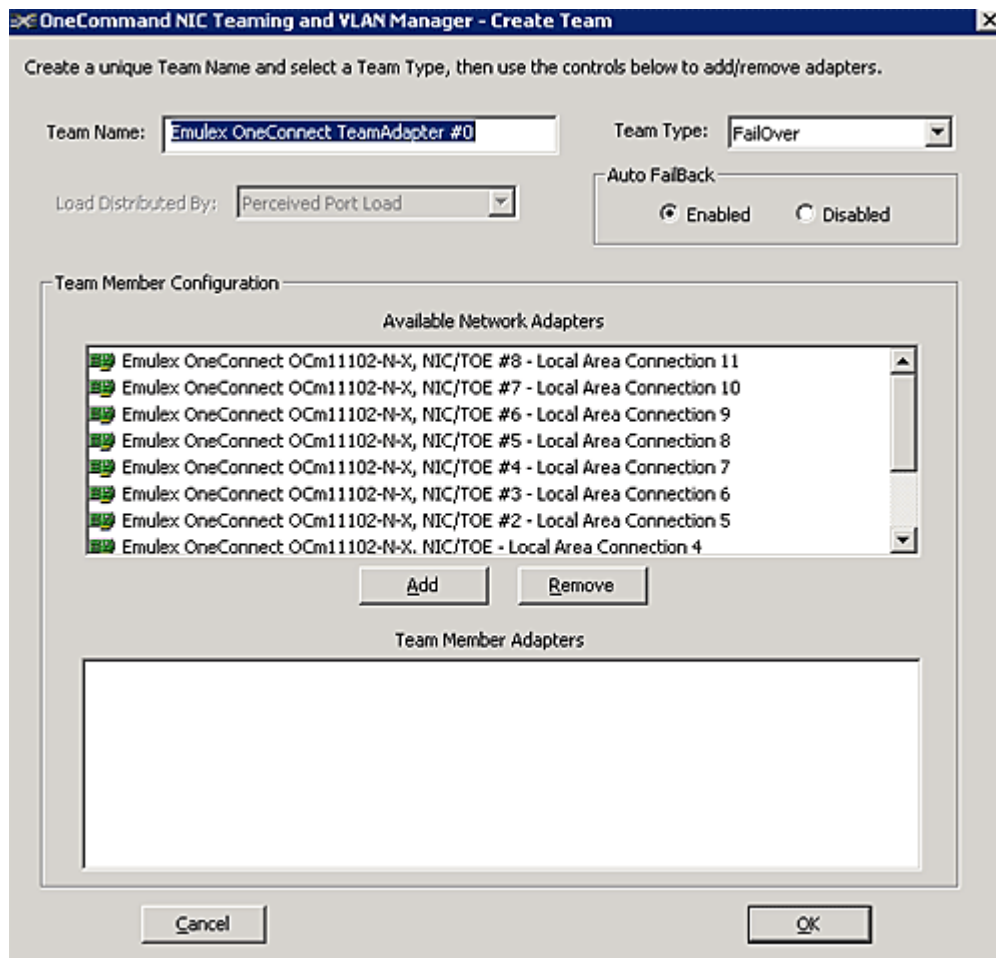 OneCommand NIC Teaming and VLAN Manager - Create Team
Create a unique Team Name and select a Team Type, then use the controls below to add/remove adapters.
Team Name: Emulex OneConnect TeamAdapter #0
Team Type: FailOver
Load Distributed By: Perceived Port Load
Auto FailBack
Enabled Disabled
Team Member Configuration
Available Network Adapters
Emulex OneConnect OCm11102-N-X, NIC/TOE #8 - Local Area Connection 11
Emulex OneConnect OCm11102-N-X, NIC/TOE #7 - Local Area Connection 10
Emulex OneConnect OCm11102-N-X, NIC/TOE #6 - Local Area Connection 9
Emulex OneConnect OCm11102-N-X, NIC/TOE #5 - Local Area Connection 8
Emulex OneConnect OCm11102-N-X, NIC/TOE #4 - Local Area Connection 7
Emulex OneConnect OCm11102-N-X, NIC/TOE #3 - Local Area Connection 6
Emulex OneConnect OCm11102-N-X, NIC/TOE #2 - Local Area Connection 5
Emulex OneConnect OCm11102-N-X. NIC/TOE - Local Area Connection 4
Add Remove
Team Member Adapters
Cancel OK